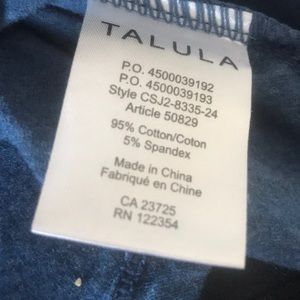 TALULA
P.O. 4500039192
P.O. 4500039193
Style CSJ2-8335-24
Article 50829
95% Cotton/Coton
5% Spandex
Made in China
Fabriqué en Chine
CA 23725
RN 122354